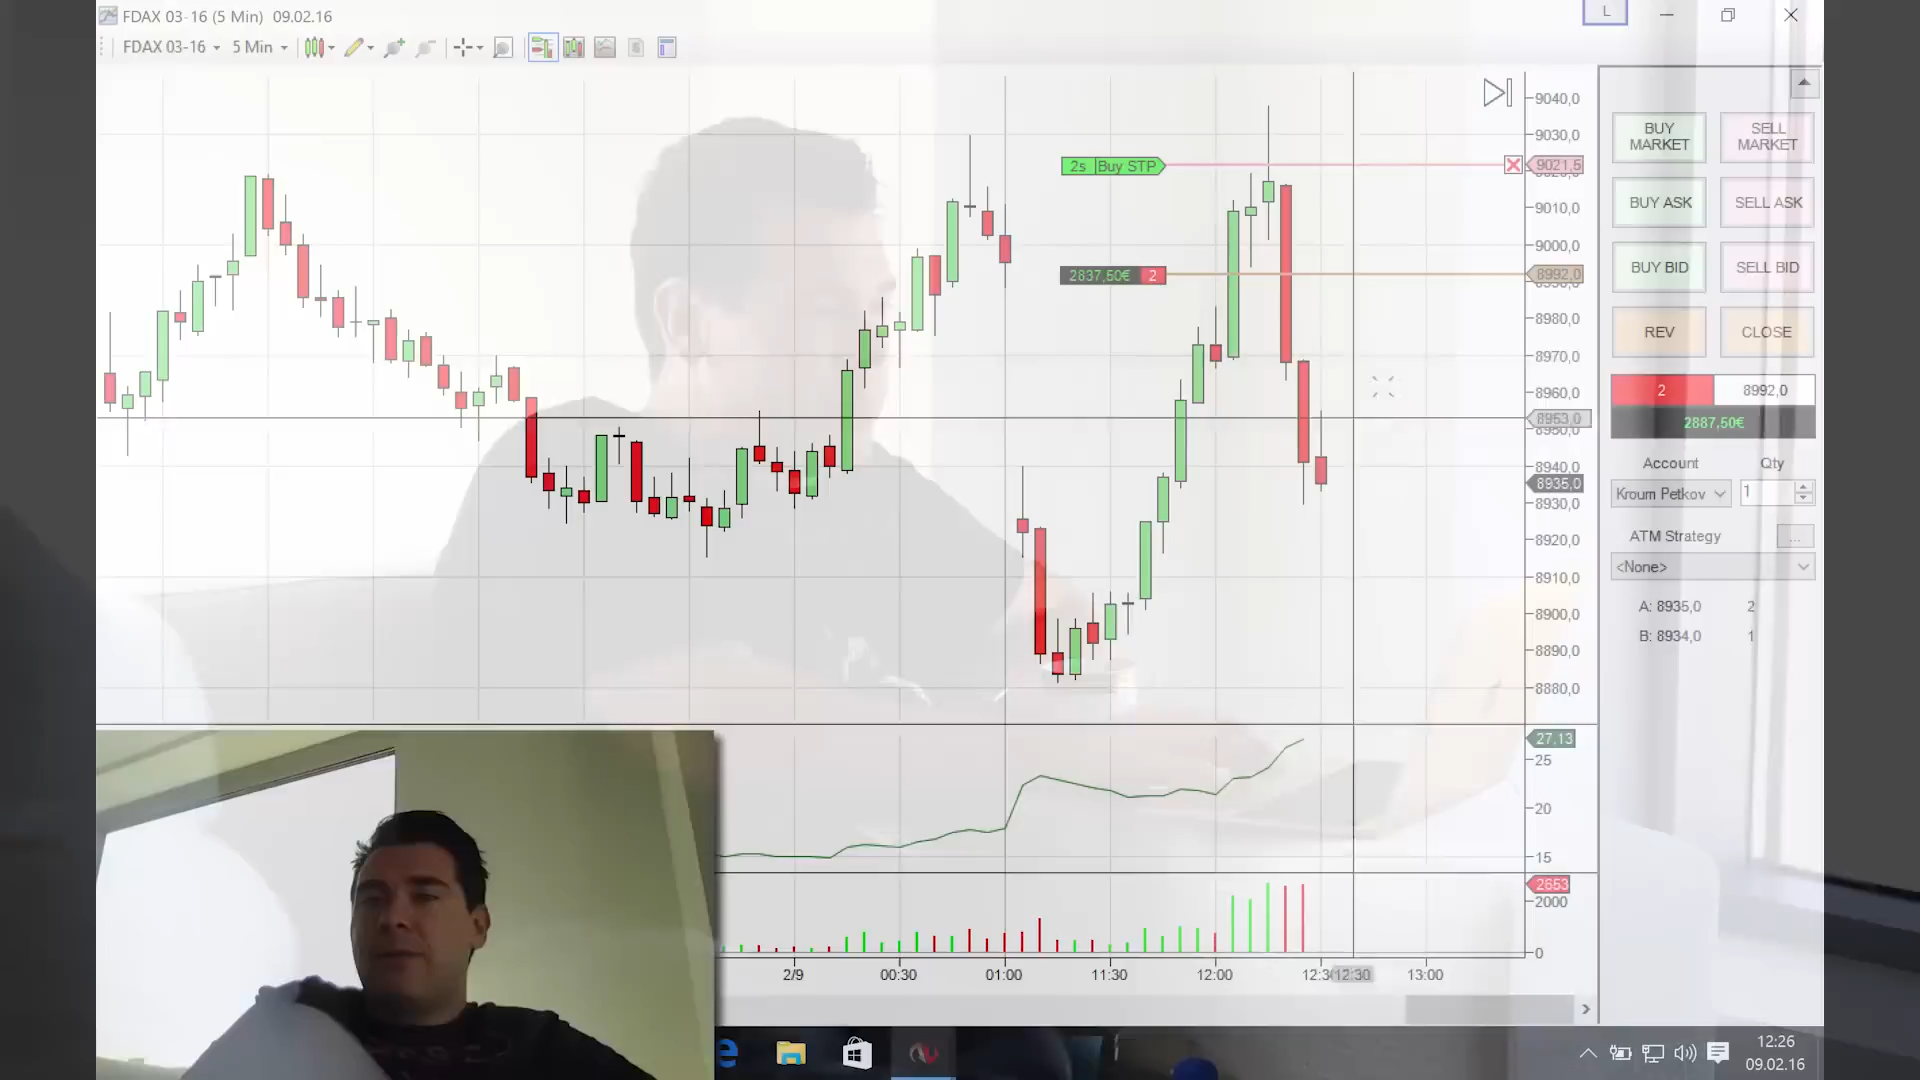 FDAX 03-16 (5 Min) 09.02.16
L
FDAX 03-16 5 Min
9040,0
9030,0
2s Buy STP
9021,5
9010,0
9000,0
2837,50€ 2
8992,0
8980,0
8970,0
8960,0
8953,0
8950,0
8940,0
8935,0
8930,0
8920,0
8910,0
8900,0
8890,0
8880,0
BUY MARKET
SELL MARKET
BUY ASK
SELL ASK
BUY BID
SELL BID
REV
CLOSE
2 8992,0
2887,50€
Account Qty
Kroum Petkov 1
ATM Strategy ...
<None>
A: 8935,0 2
B: 8934,0 1
27.13
25
20
15
2653
2000
0
2/9 00:30 01:00 11:30 12:00 12:30 13:00
12:26
09.02.16